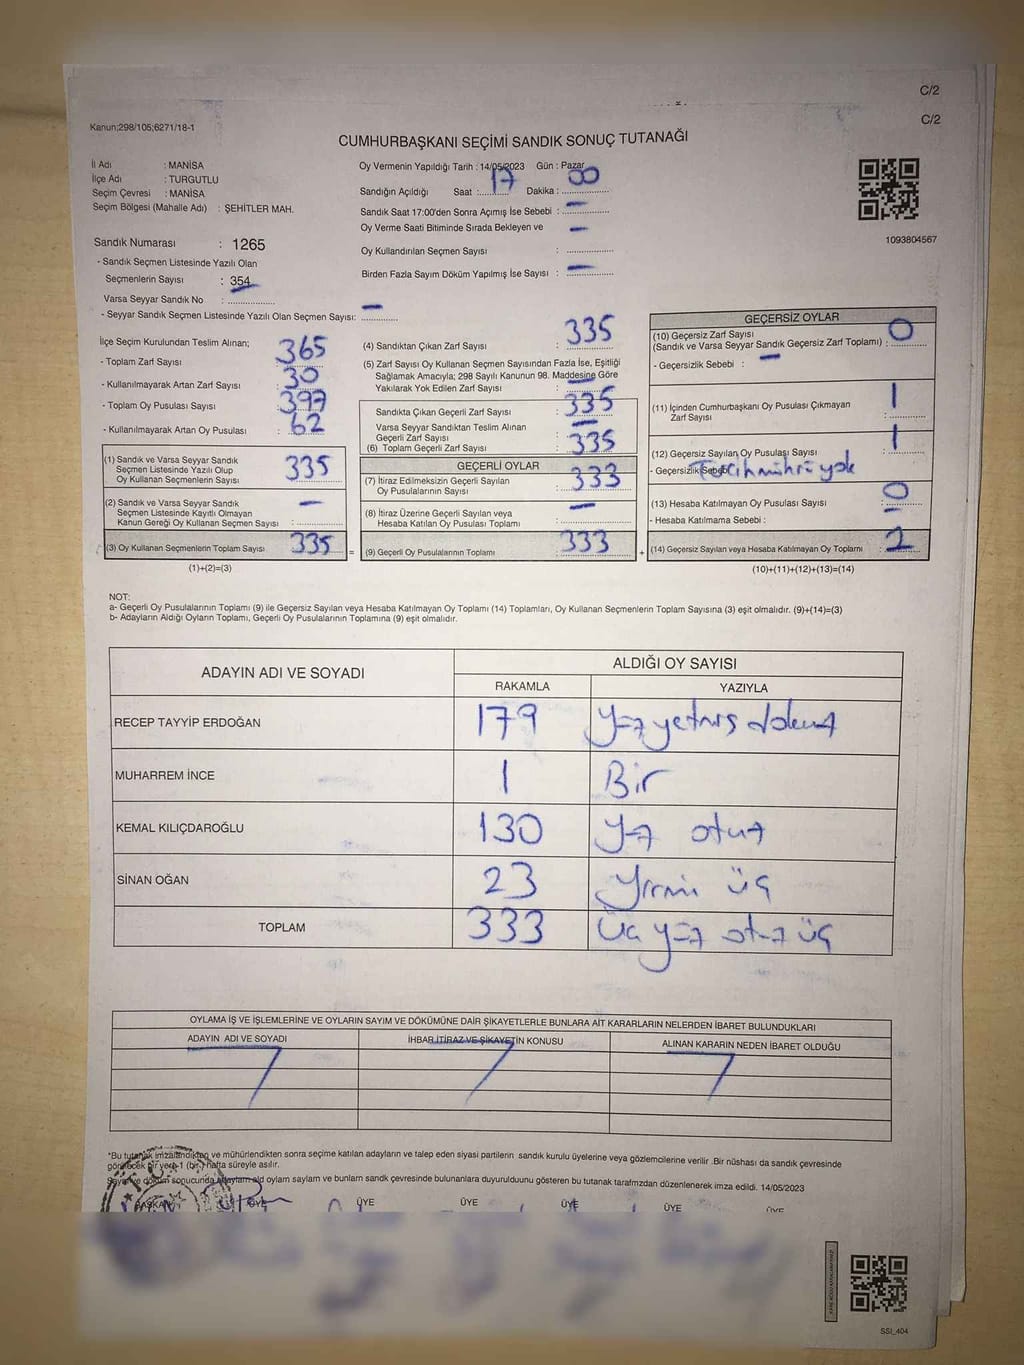 C/2
C/2
Kanun;298/105;6271/18-1
CUMHURBAŞKANI SEÇİMİ SANDIK SONUÇ TUTANAĞI
İl Adı : MANİSA
İlçe Adı : TURGUTLU
Seçim Çevresi : MANİSA
Seçim Bölgesi (Mahalle Adı) : ŞEHİTLER MAH.
Oy Vermenin Yapıldığı Tarih : 14/05/2023 Gün : Pazar
Sandığın Açıldığı Saat : 17 Dakika : 00
Sandık Saat 17:00'den Sonra Açımış İse Sebebi : -
Oy Verme Saati Bitiminde Sırada Bekleyen ve -
Oy Kullandırılan Seçmen Sayısı :
Birden Fazla Sayım Döküm Yapılmış İse Sayısı : -
1093804567
Sandık Numarası : 1265
- Sandık Seçmen Listesinde Yazılı Olan
Seçmenlerin Sayısı : 354
Varsa Seyyar Sandık No :
- Seyyar Sandık Seçmen Listesinde Yazılı Olan Seçmen Sayısı: -
İlçe Seçim Kurulundan Teslim Alınan;
- Toplam Zarf Sayısı : 365
- Kullanılmayarak Artan Zarf Sayısı : 30
- Toplam Oy Pusulası Sayısı : 397
- Kullanılmayarak Artan Oy Pusulası : 62
(1) Sandık ve Varsa Seyyar Sandık
Seçmen Listesinde Yazılı Olup
Oy Kullanan Seçmenlerin Sayısı : 335
(2) Sandık ve Varsa Seyyar Sandık
Seçmen Listesinde Kayıtlı Olmayan
Kanun Gereği Oy Kullanan Seçmen Sayısı : -
(3) Oy Kullanan Seçmenlerin Toplam Sayısı : 335
(1)+(2)=(3)
(4) Sandıktan Çıkan Zarf Sayısı : 335
(5) Zarf Sayısı Oy Kullanan Seçmen Sayısından Fazla İse, Eşitliği
Sağlamak Amacıyla; 298 Sayılı Kanunun 98. Maddesine Göre
Yakılarak Yok Edilen Zarf Sayısı : -
Sandıkta Çıkan Geçerli Zarf Sayısı : 335
Varsa Seyyar Sandıktan Teslim Alınan
Geçerli Zarf Sayısı : -
(6) Toplam Geçerli Zarf Sayısı : 335
GEÇERLİ OYLAR
(7) İtiraz Edilmeksizin Geçerli Sayılan
Oy Pusulalarının Sayısı : 333
(8) İtiraz Üzerine Geçerli Sayılan veya
Hesaba Katılan Oy Pusulası Toplamı : -
= (9) Geçerli Oy Pusulalarının Toplamı : 333 +
GEÇERSİZ OYLAR
(10) Geçersiz Zarf Sayısı
(Sandık ve Varsa Seyyar Sandık Geçersiz Zarf Toplamı) : 0
- Geçersizlik Sebebi : -
(11) İçinden Cumhurbaşkanı Oy Pusulası Çıkmayan
Zarf Sayısı : 1
(12) Geçersiz Sayılan Oy Pusulası Sayısı : 1
- Geçersizlik Sebebi Tercih mührü yok
(13) Hesaba Katılmayan Oy Pusulası Sayısı : 0
- Hesaba Katılmama Sebebi : -
(14) Geçersiz Sayılan veya Hesaba Katılmayan Oy Toplamı : 2
(10)+(11)+(12)+(13)=(14)
NOT:
a- Geçerli Oy Pusulalarının Toplamı (9) ile Geçersiz Sayılan veya Hesaba Katılmayan Oy Toplamı (14) Toplamları, Oy Kullanan Seçmenlerin Toplam Sayısına (3) eşit olmalıdır. (9)+(14)=(3)
b- Adayların Aldığı Oyların Toplamı, Geçerli Oy Pusulalarının Toplamına (9) eşit olmalıdır.
ADAYIN ADI VE SOYADI
ALDIĞI OY SAYISI
RAKAMLA YAZIYLA
RECEP TAYYİP ERDOĞAN 179 Yüz yetmiş dokuz
MUHARREM İNCE 1 Bir
KEMAL KILIÇDAROĞLU 130 Yüz otuz
SİNAN OĞAN 23 Yirmi üç
TOPLAM 333 Üç yüz otuz üç
OYLAMA İŞ VE İŞLEMLERİNE VE OYLARIN SAYIM VE DÖKÜMÜNE DAİR ŞİKAYETLERLE BUNLARA AİT KARARLARIN NELERDEN İBARET BULUNDUKLARI
ADAYIN ADI VE SOYADI İHBAR,İTİRAZ VE ŞİKAYETİN KONUSU ALINAN KARARIN NEDEN İBARET OLDUĞU
*Bu tutanak imzalandıkten ve mühürlendikten sonra seçime katılan adayların ve talep eden siyasi partilerin sandık kurulu üyelerine veya gözlemcilerine verilir .Bir nüshası da sandık çevresinde
görülecek bir yere 1 (bir ) hafta süreyle asılır.
Sayım ve döküm sonucunda adayların ald oylam saylam ve bunlam sandk çevresinde bulunanlara duyurulduunu gösteren bu tutanak tarafmzdan düzenlenerek imza edildi. 14/05/2023
BAŞKAN ÜYE ÜYE ÜYE ÜYE ÜYE ÜYE
SSİ_404